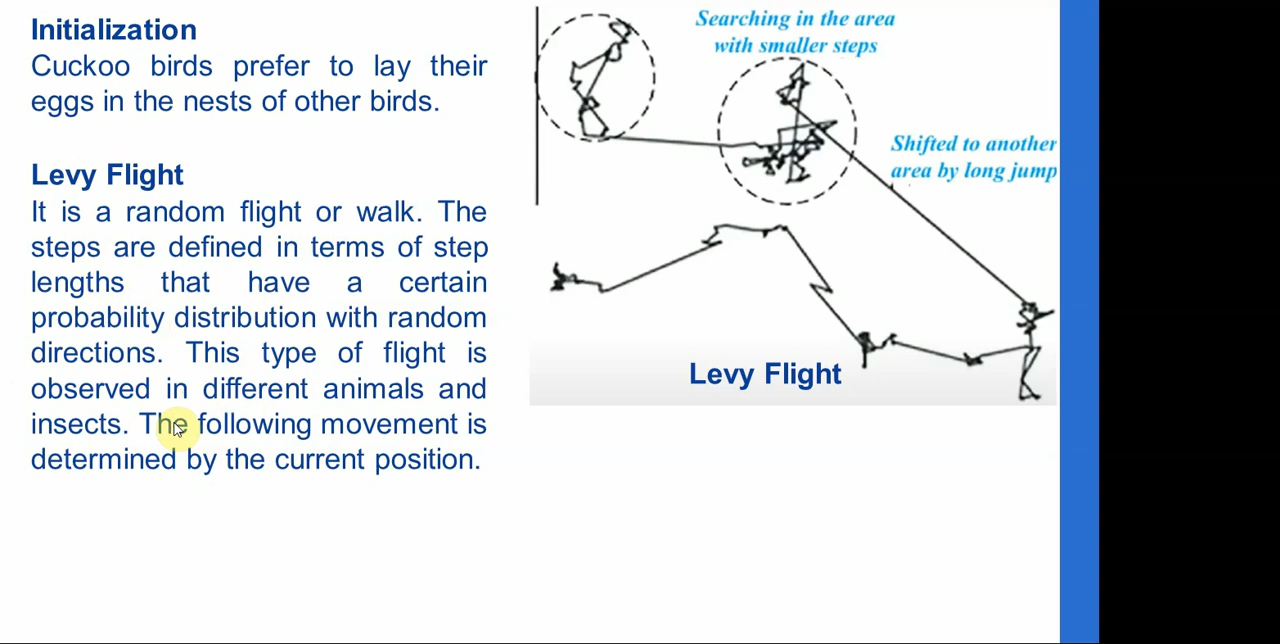 Initialization
Cuckoo birds prefer to lay their
eggs in the nests of other birds.
Levy Flight
It is a random flight or walk. The
steps are defined in terms of step
lengths that have a certain
probability distribution with random
directions. This type of flight is
observed in different animals and
insects. The following movement is
determined by the current position.
Searching in the area
with smaller steps
Shifted to another
area by long jump
Levy Flight